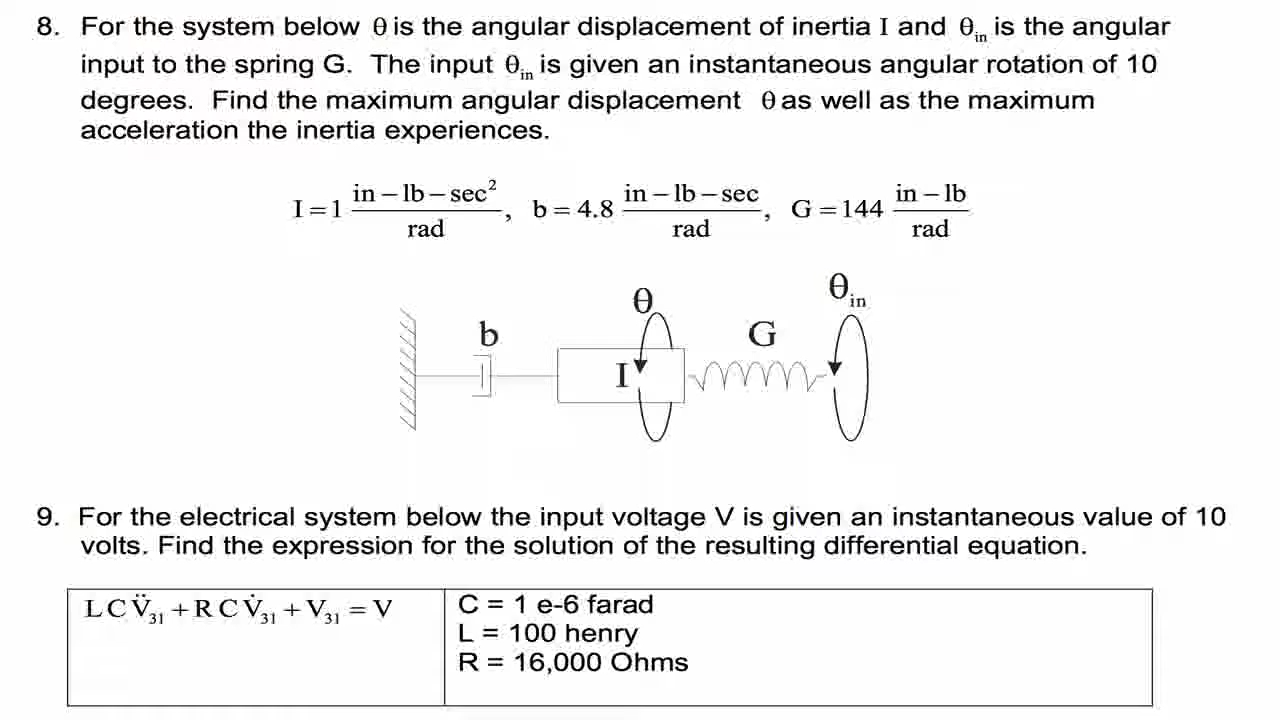 8. For the system below θ is the angular displacement of inertia I and θ_in is the angular
input to the spring G. The input θ_in is given an instantaneous angular rotation of 10
degrees. Find the maximum angular displacement θ as well as the maximum
acceleration the inertia experiences.
I = 1 in – lb – sec² / rad, b = 4.8 in – lb – sec / rad, G = 144 in – lb / rad
θ θ_in
b G
I
9. For the electrical system below the input voltage V is given an instantaneous value of 10
volts. Find the expression for the solution of the resulting differential equation.
L C V̈₃₁ + R C V̇₃₁ + V₃₁ = V
C = 1 e-6 farad
L = 100 henry
R = 16,000 Ohms